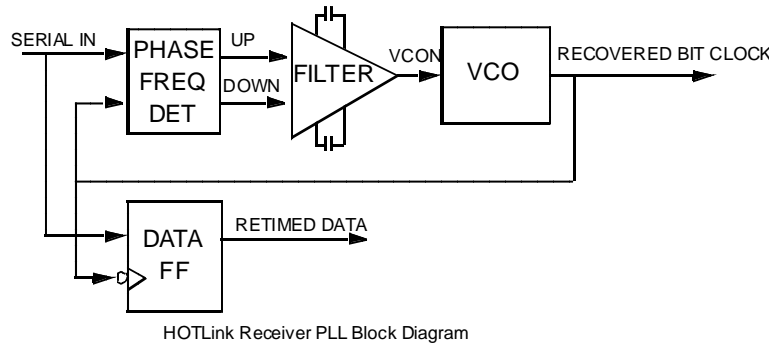 SERIAL IN
PHASE
FREQ
DET
UP
DOWN
FILTER
VCON
VCO
RECOVERED BIT CLOCK
DATA
FF
RETIMED DATA
HOTLink Receiver PLL Block Diagram